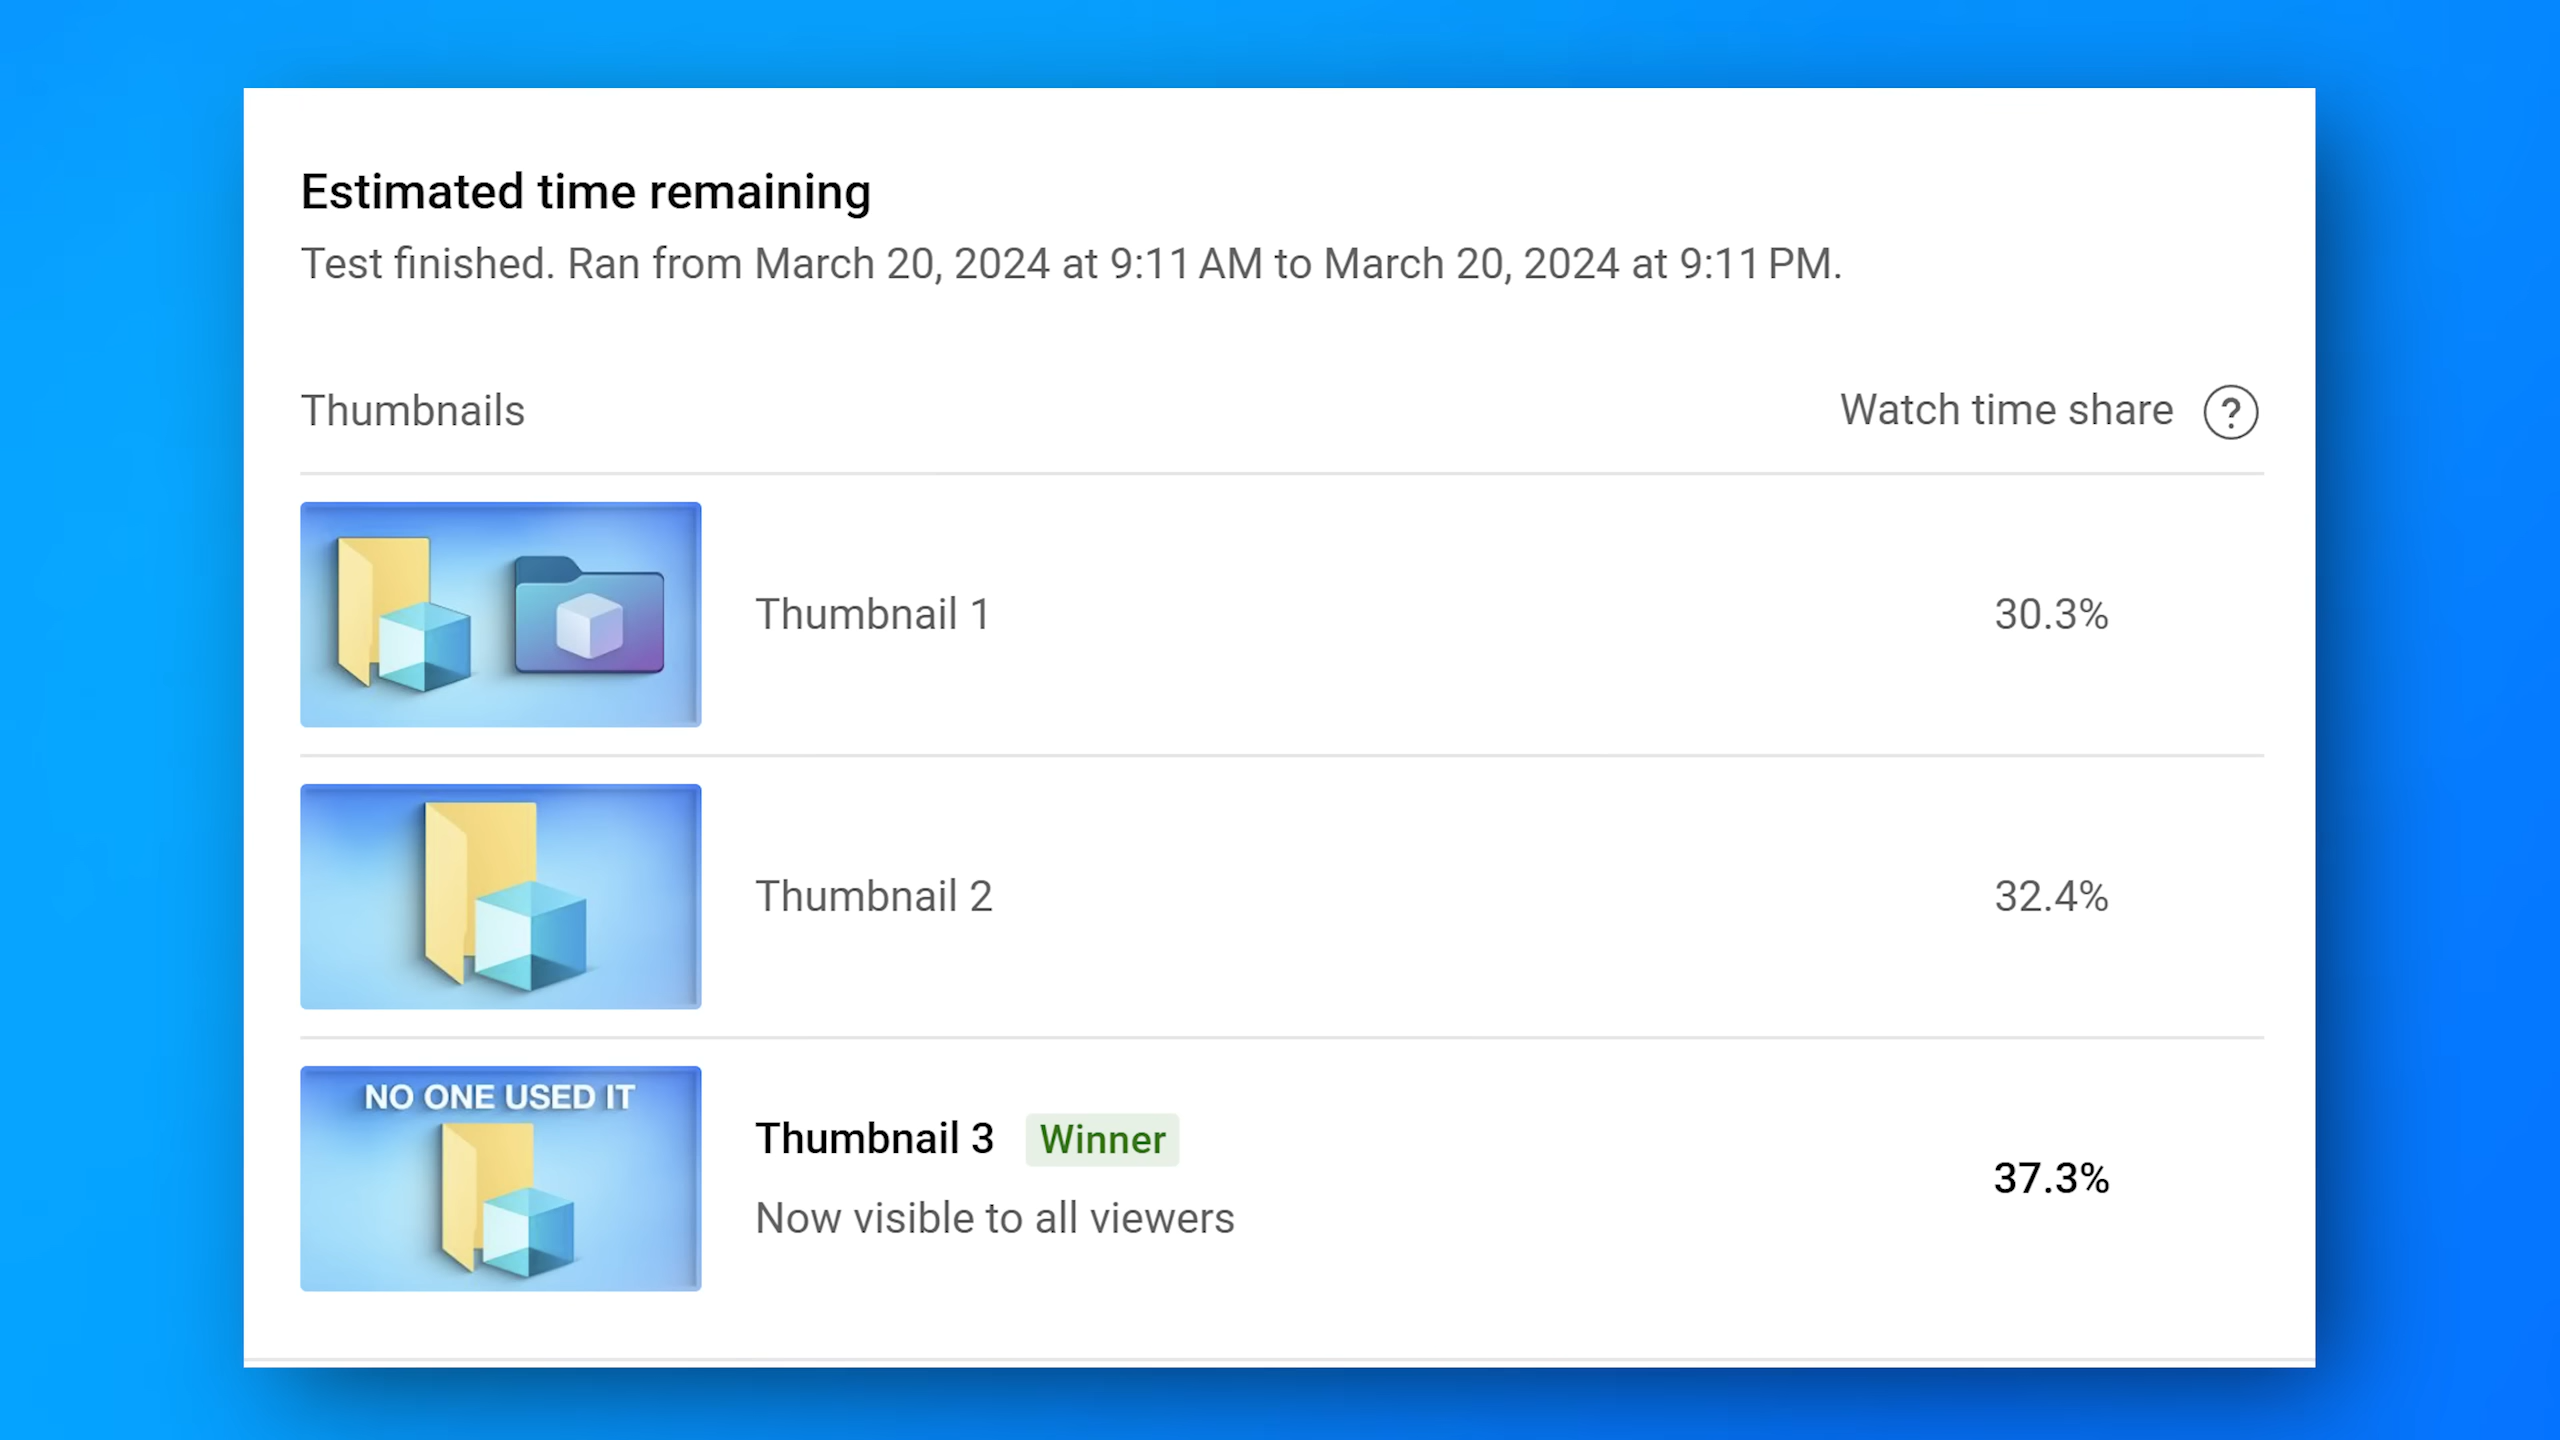 Estimated time remaining
Test finished. Ran from March 20, 2024 at 9:11 AM to March 20, 2024 at 9:11 PM.
Thumbnails
Watch time share ?
Thumbnail 1
30.3%
Thumbnail 2
32.4%
NO ONE USED IT
Thumbnail 3 Winner
Now visible to all viewers
37.3%